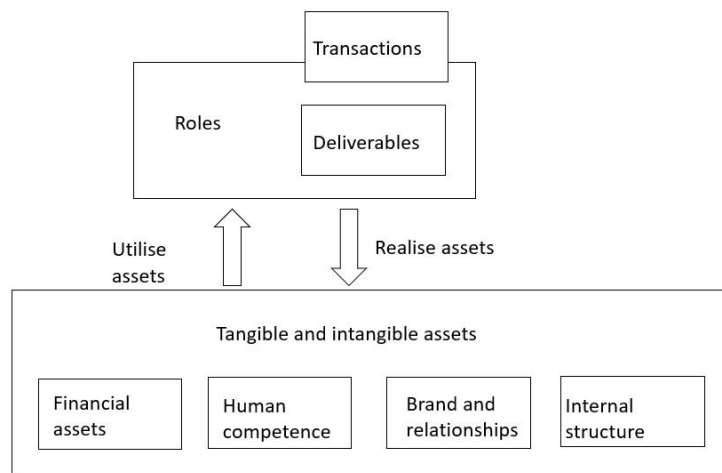 Transactions
Roles
Deliverables
Utilise
assets
Realise assets
Tangible and intangible assets
Financial
assets
Human
competence
Brand and
relationships
Internal
structure